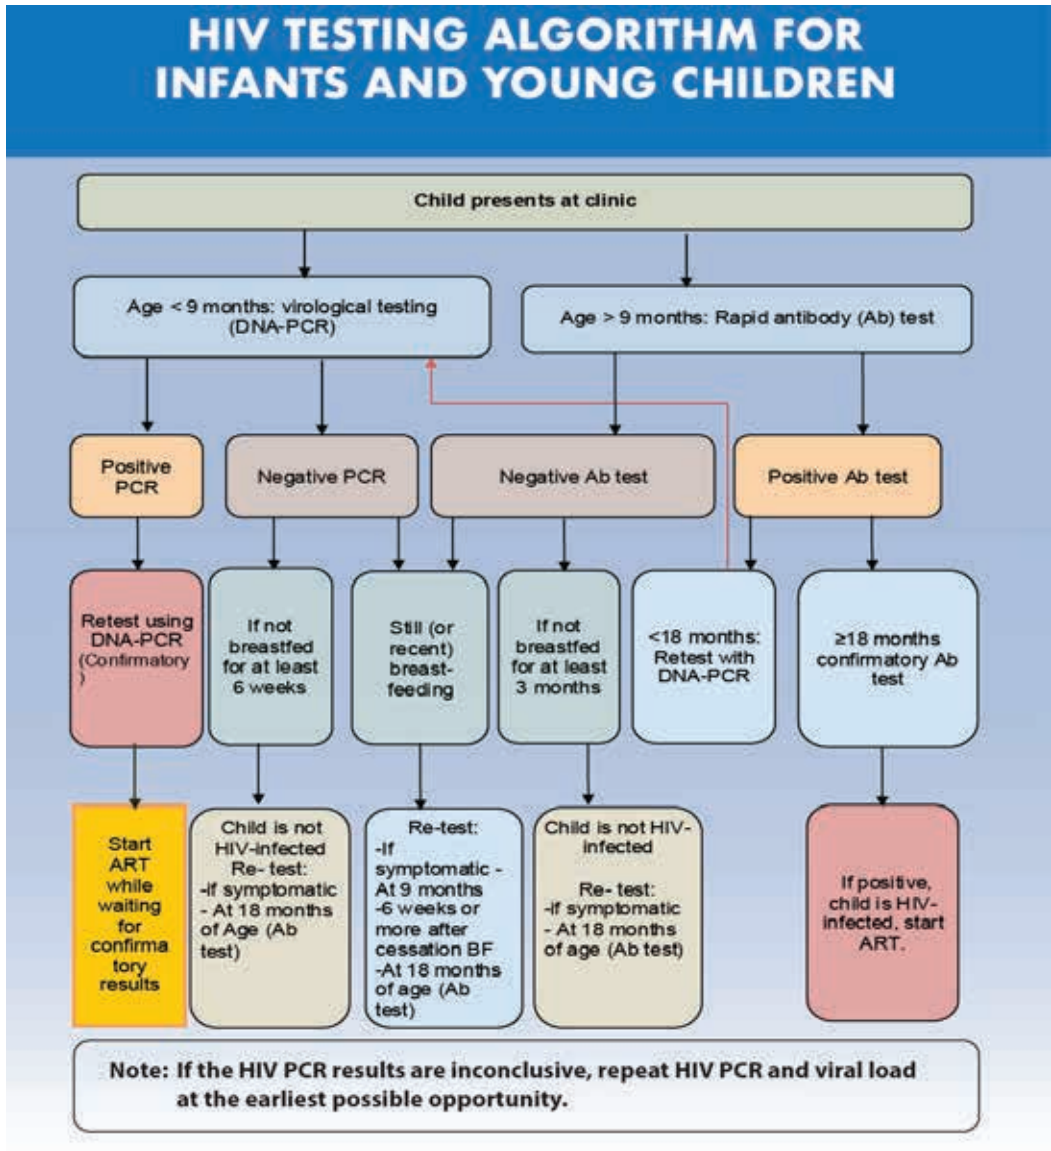 HIV TESTING ALGORITHM FOR
INFANTS AND YOUNG CHILDREN
Child presents at clinic
Age < 9 months: virological testing
(DNA-PCR)
Age > 9 months: Rapid antibody (Ab) test
Positive
PCR
Negative PCR
Negative Ab test
Positive Ab test
Retest using
DNA-PCR
(Confirmatory
)
If not
breastfed
for at least
6 weeks
Still (or
recent)
breast-
feeding
If not
breastfed
for at least
3 months
<18 months:
Retest with
DNA-PCR
≥18 months
confirmatory Ab
test
Start
ART
while
waiting
for
confirma
tory
results
Child is not
HIV-infected
Re- test:
-if symptomatic
- At 18 months
of Age (Ab
test)
Re-test:
-If
symptomatic -
At 9 months
-6 weeks or
more after
cessation BF
-At 18 months
of age (Ab
test)
Child is not HIV-
infected
Re- test:
-if symptomatic
- At 18 months
of age (Ab test)
If positive,
child is HIV-
infected, start
ART.
Note: If the HIV PCR results are inconclusive, repeat HIV PCR and viral load
at the earliest possible opportunity.